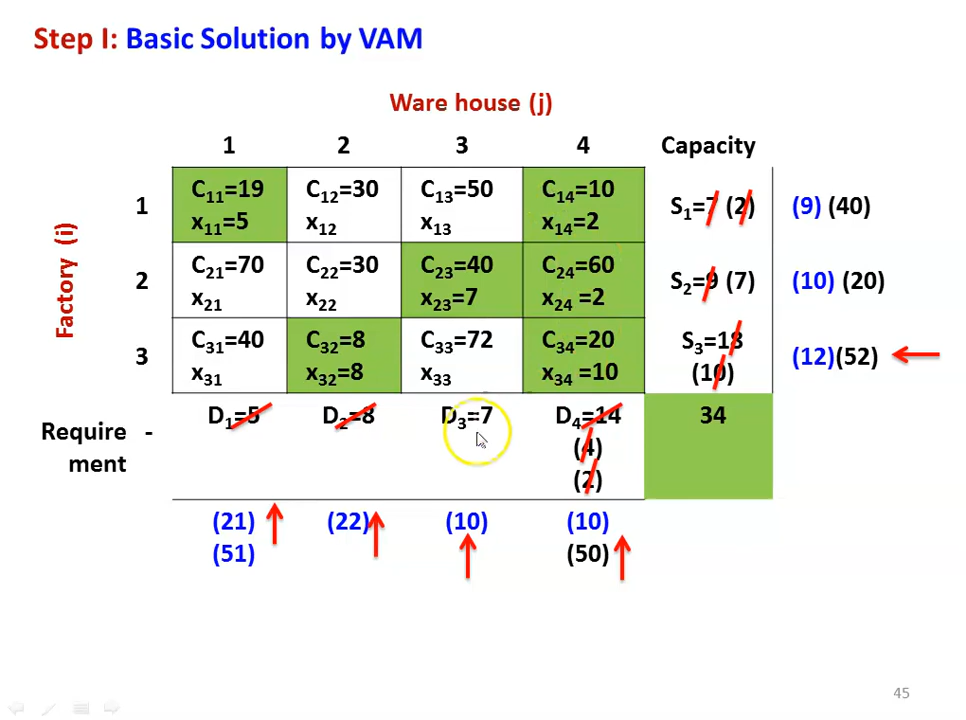 Step I: Basic Solution by VAM
Ware house (j)
1 2 3 4 Capacity
Factory (i)
C11=19 C12=30 C13=50 C14=10
1 S1=7 (2) (9) (40)
x11=5 x12 x13 x14=2
C21=70 C22=30 C23=40 C24=60
2 S2=9 (7) (10) (20)
x21 x22 x23=7 x24 =2
C31=40 C32=8 C33=72 C34=20 S3=18
3 (12)(52)
x31 x32=8 x33 x34 =10 (10)
D1=5 D2=8 D3=7 D4=14 34
Require -
(4)
ment
(2)
(21) (22) (10) (10)
(51) (50)
45